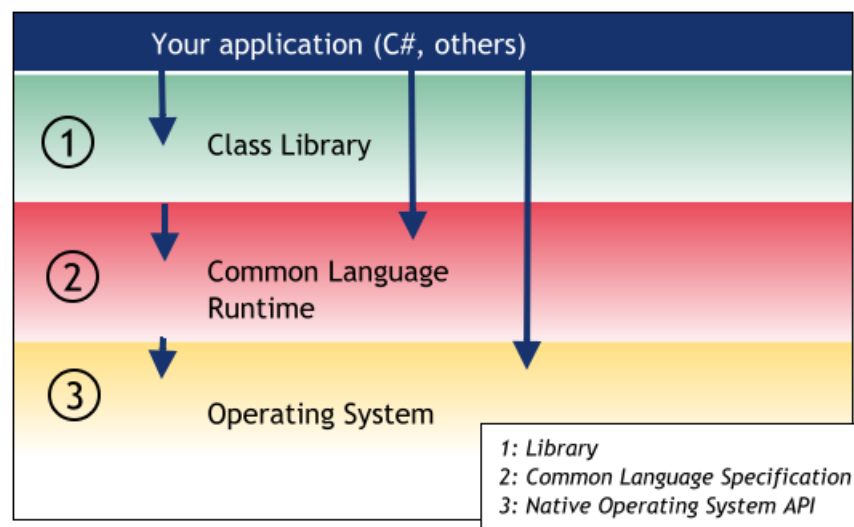 Your application (C#, others)
1
Class Library
2
Common Language
Runtime
3
Operating System
1: Library
2: Common Language Specification
3: Native Operating System API